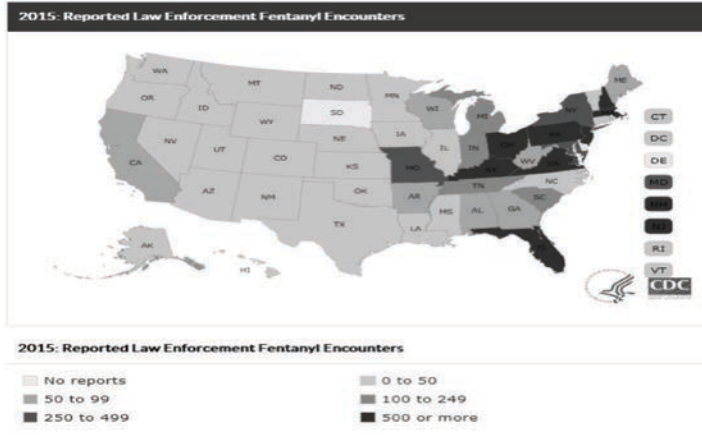 2015: Reported Law Enforcement Fentanyl Encounters
WA
MT
ND
MN
ME
OR
ID
SD
WI
MI
NY
WY
CT
IA
PA
DC
NV
NE
IL
IN
OH
DE
UT
CO
WV
VA
MD
CA
KS
MO
KY
NH
NC
NJ
AZ
NM
OK
AR
TN
SC
RI
MS
AL
GA
VT
TX
LA
AK
HI
CDC
2015: Reported Law Enforcement Fentanyl Encounters
No reports
0 to 50
50 to 99
100 to 249
250 to 499
500 or more